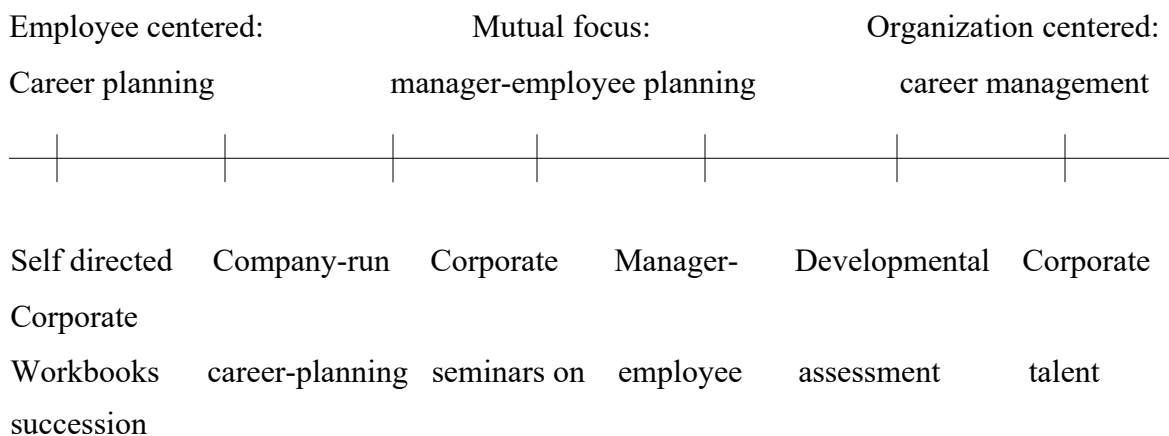 Employee centered: Mutual focus: Organization centered:
Career planning manager-employee planning career management
Self directed Company-run Corporate Manager- Developmental Corporate
Corporate
Workbooks career-planning seminars on employee assessment talent
succession